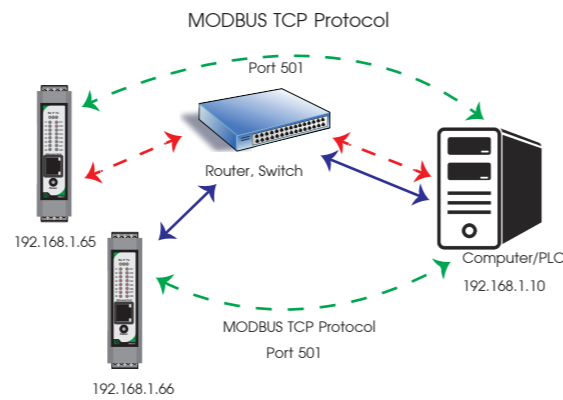 MODBUS TCP Protocol
Port 501
Router, Switch
192.168.1.65
Computer/PLC
192.168.1.10
MODBUS TCP Protocol
Port 501
192.168.1.66